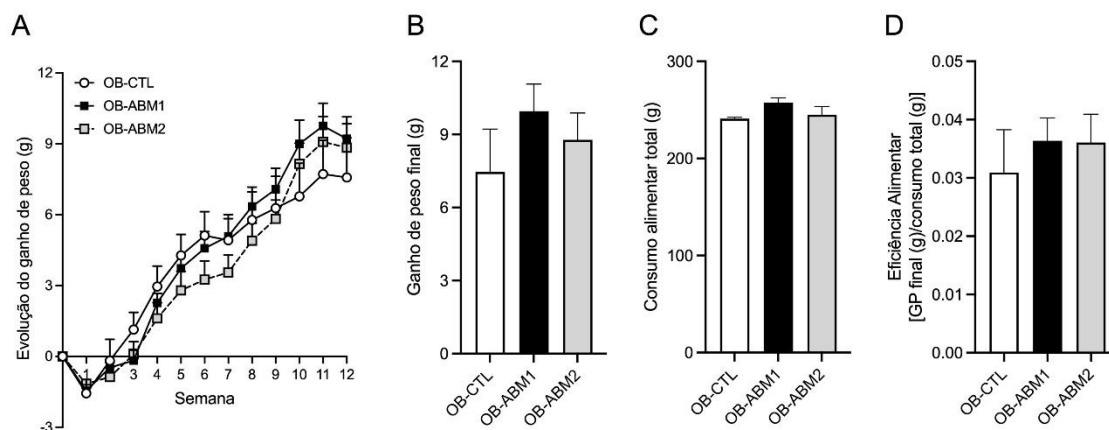 A
Evolução do ganho de peso (g)
12
9
6
3
0
-3
OB-CTL
OB-ABM1
OB-ABM2
1
3
4
5
6
7
8
9
10
11
12
Semana
B
Ganho de peso final (g)
12
9
6
3
0
OB-CTL
OB-ABM1
OB-ABM2
C
Consumo alimentar total (g)
300
200
100
0
OB-CTL
OB-ABM1
OB-ABM2
D
Eficiência Alimentar
[GP final (g)/consumo total (g)]
0.05
0.04
0.03
0.02
0.01
0.00
OB-CTL
OB-ABM1
OB-ABM2